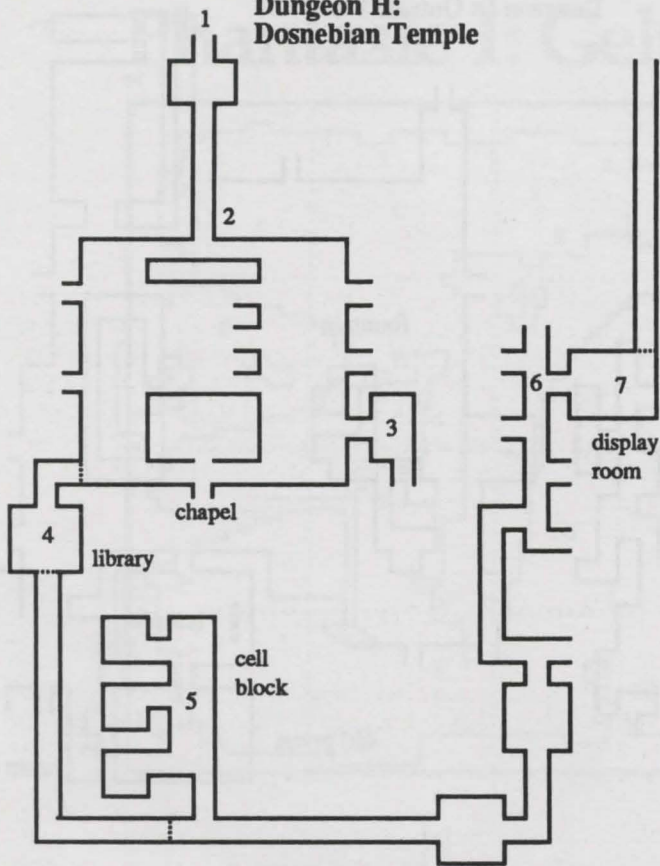 Dungeon H:
Dosnebian Temple
1
2
3
6
7
display
room
chapel
4
library
cell
block
5